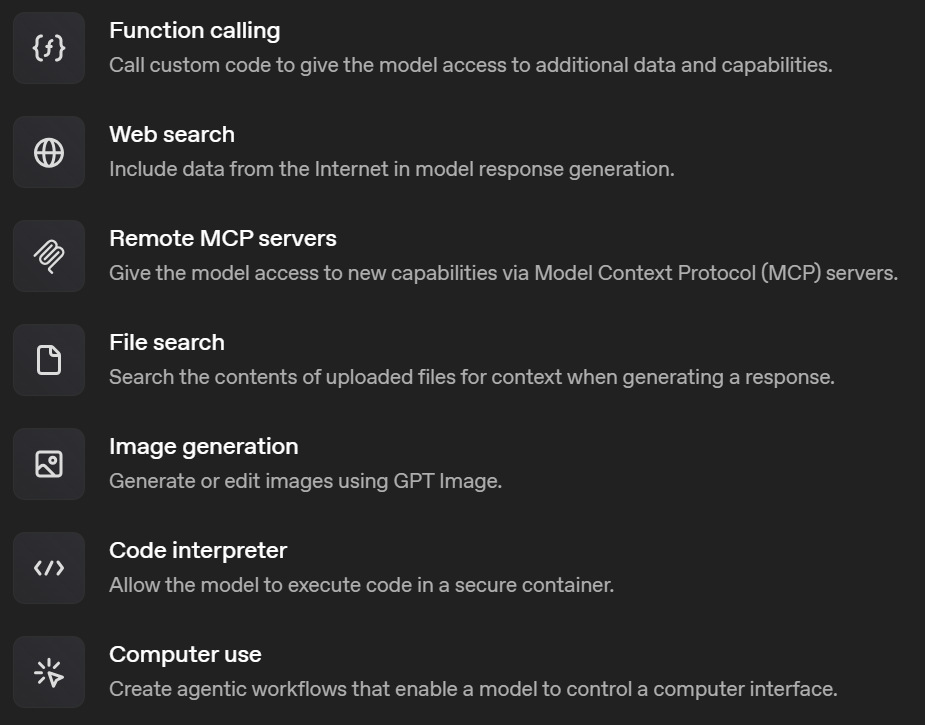 Function calling
Call custom code to give the model access to additional data and capabilities.
Web search
Include data from the Internet in model response generation.
Remote MCP servers
Give the model access to new capabilities via Model Context Protocol (MCP) servers.
File search
Search the contents of uploaded files for context when generating a response.
Image generation
Generate or edit images using GPT Image.
Code interpreter
Allow the model to execute code in a secure container.
Computer use
Create agentic workflows that enable a model to control a computer interface.